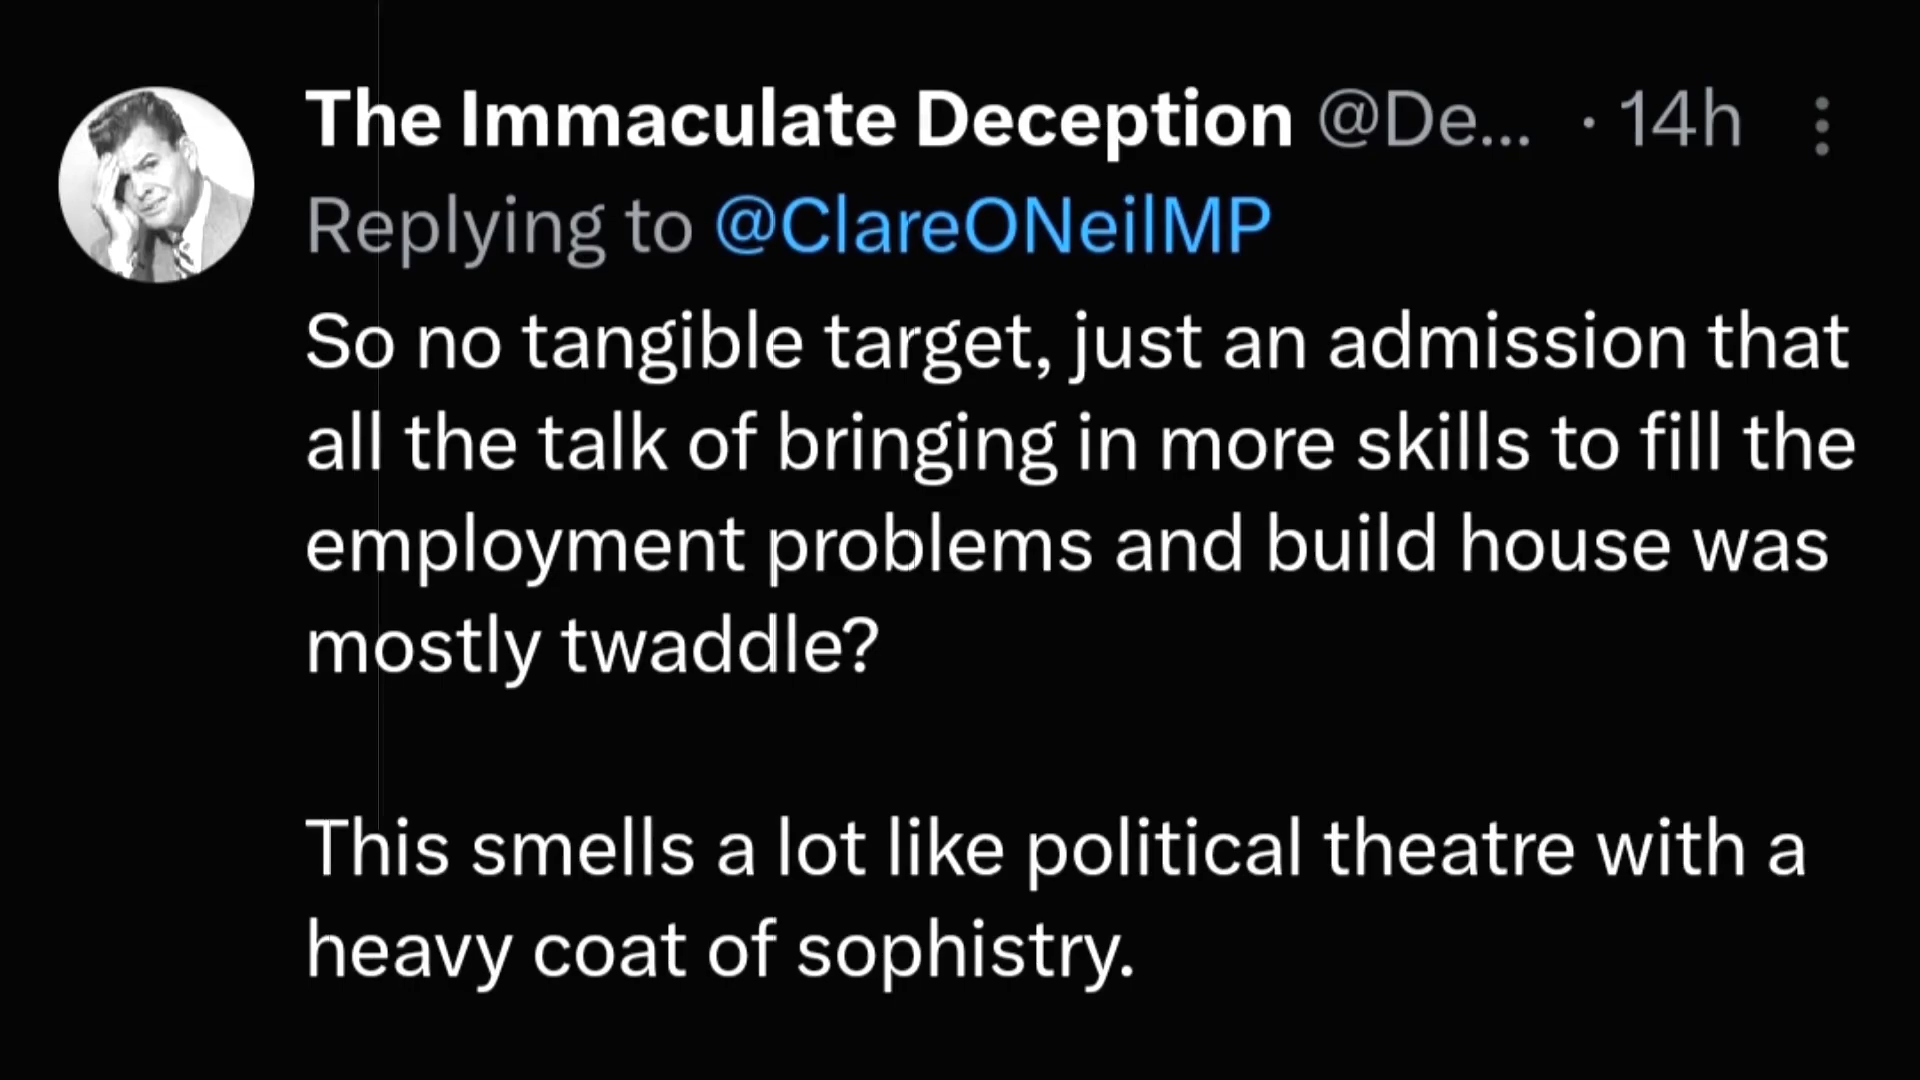 The Immaculate Deception @De... · 14h
Replying to @ClareONeilMP
So no tangible target, just an admission that
all the talk of bringing in more skills to fill the
employment problems and build house was
mostly twaddle?
This smells a lot like political theatre with a
heavy coat of sophistry.